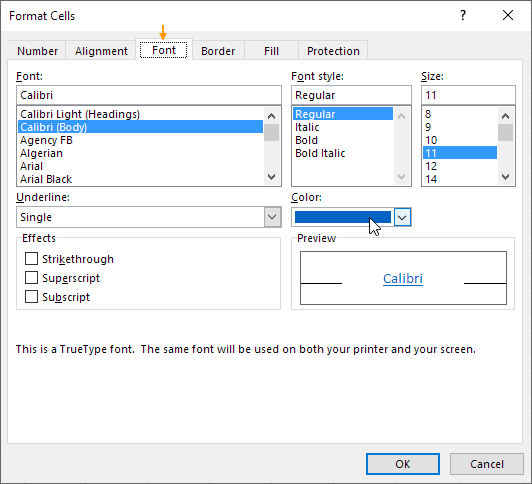 Format Cells
?
Number Alignment Font Border Fill Protection
Font: Font style: Size:
Calibri Regular 11
Calibri Light (Headings) Regular 8
Calibri (Body) Italic 9
Agency FB Bold 10
Algerian Bold Italic 11
Arial 12
Arial Black 14
Underline: Color:
Single
Effects Preview
Strikethrough
Superscript Calibri
Subscript
This is a TrueType font.  The same font will be used on both your printer and your screen.
OK Cancel